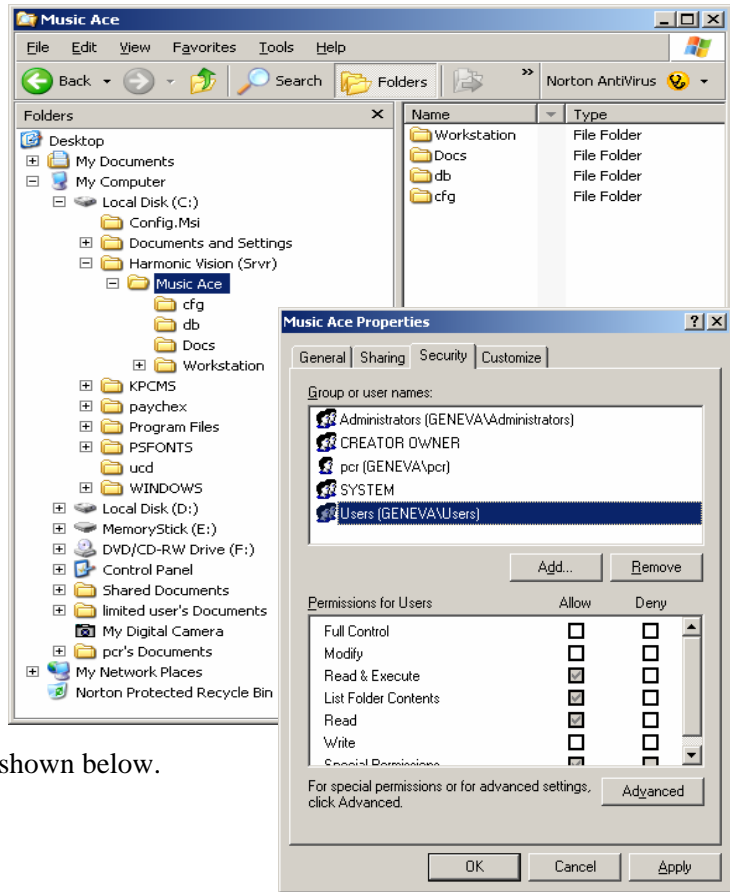 Music Ace
File Edit View Favorites Tools Help
Back Search Folders » Norton AntiVirus
Folders
Desktop
My Documents
My Computer
Local Disk (C:)
Config.Msi
Documents and Settings
Harmonic Vision (Srvr)
Music Ace
cfg
db
Docs
Workstation
KPCMS
paychex
Program Files
PSFONTS
ucd
WINDOWS
Local Disk (D:)
MemoryStick (E:)
DVD/CD-RW Drive (F:)
Control Panel
Shared Documents
limited user's Documents
My Digital Camera
pcr's Documents
My Network Places
Norton Protected Recycle Bin
Name Type
Workstation File Folder
Docs File Folder
db File Folder
cfg File Folder
Music Ace Properties
General Sharing Security Customize
Group or user names:
Administrators (GENEVA\Administrators)
CREATOR OWNER
pcr (GENEVA\pcr)
SYSTEM
Users (GENEVA\Users)
Add... Remove
Permissions for Users Allow Deny
Full Control
Modify
Read & Execute
List Folder Contents
Read
Write
Special Permissions
For special permissions or for advanced settings,
click Advanced.
Advanced
OK Cancel Apply
shown below.